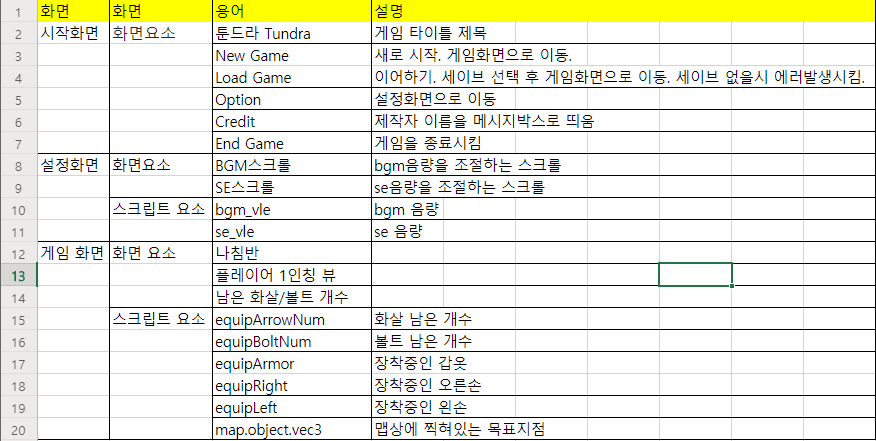 1 화면 화면 용어 설명
2 시작화면 화면요소 툰드라 Tundra 게임 타이틀 제목
3 New Game 새로 시작. 게임화면으로 이동.
4 Load Game 이어하기. 세이브 선택 후 게임화면으로 이동. 세이브 없을시 에러발생시킴.
5 Option 설정화면으로 이동
6 Credit 제작자 이름을 메시지박스로 띄움
7 End Game 게임을 종료시킴
8 설정화면 화면요소 BGM스크롤 bgm음량을 조절하는 스크롤
9 SE스크롤 se음량을 조절하는 스크롤
10 스크립트 요소 bgm_vle bgm 음량
11 se_vle se 음량
12 게임 화면 화면 요소 나침반
13 플레이어 1인칭 뷰
14 남은 화살/볼트 개수
15 스크립트 요소 equipArrowNum 화살 남은 개수
16 equipBoltNum 볼트 남은 개수
17 equipArmor 장착중인 갑옷
18 equipRight 장착중인 오른손
19 equipLeft 장착중인 왼손
20 map.object.vec3 맵상에 찍혀있는 목표지점